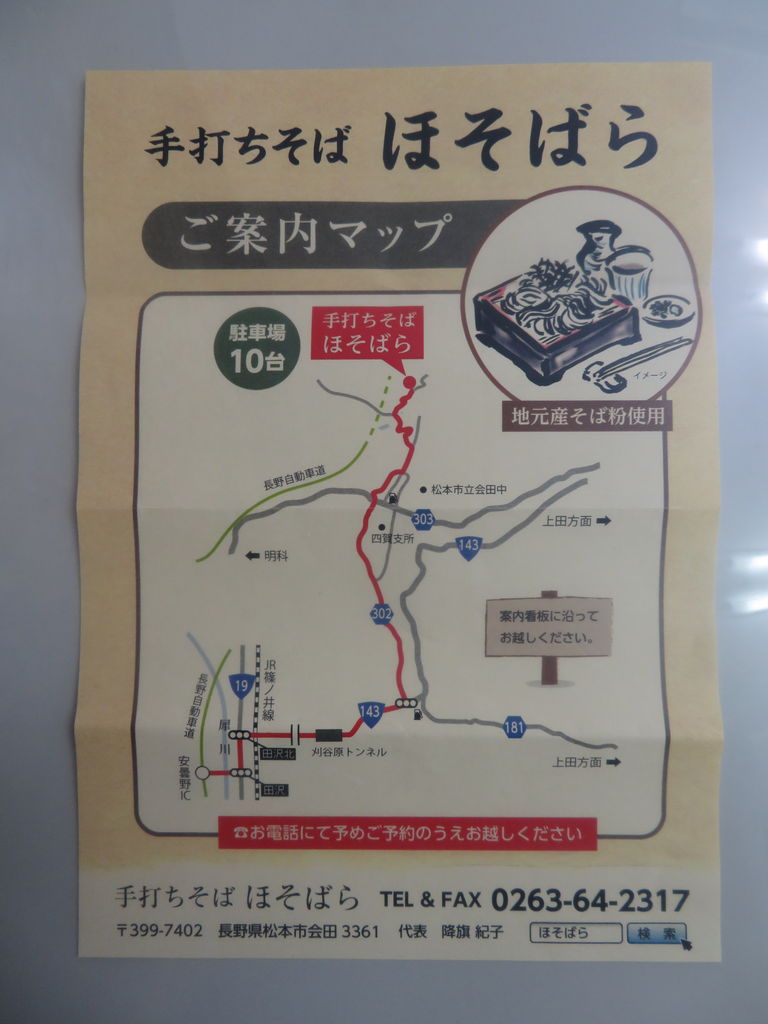 手打ちそば ほそばら
ご案内マップ
イメージ
地元産そば粉使用
駐車場
10台
手打ちそば
ほそばら
長野自動車道
松本市立会田中
303
上田方面
四賀支所
143
明科
302
案内看板に沿って
お越しください。
JR篠ノ井線
長野自動車道
19
犀川
143
181
田沢北
刈谷原トンネル
安曇野IC
田沢
上田方面
☎お電話にて予めご予約のうえお越しください
手打ちそば ほそばら TEL & FAX 0263-64-2317
〒399-7402 長野県松本市会田 3361 代表 降旗 紀子 ほそばら 検索